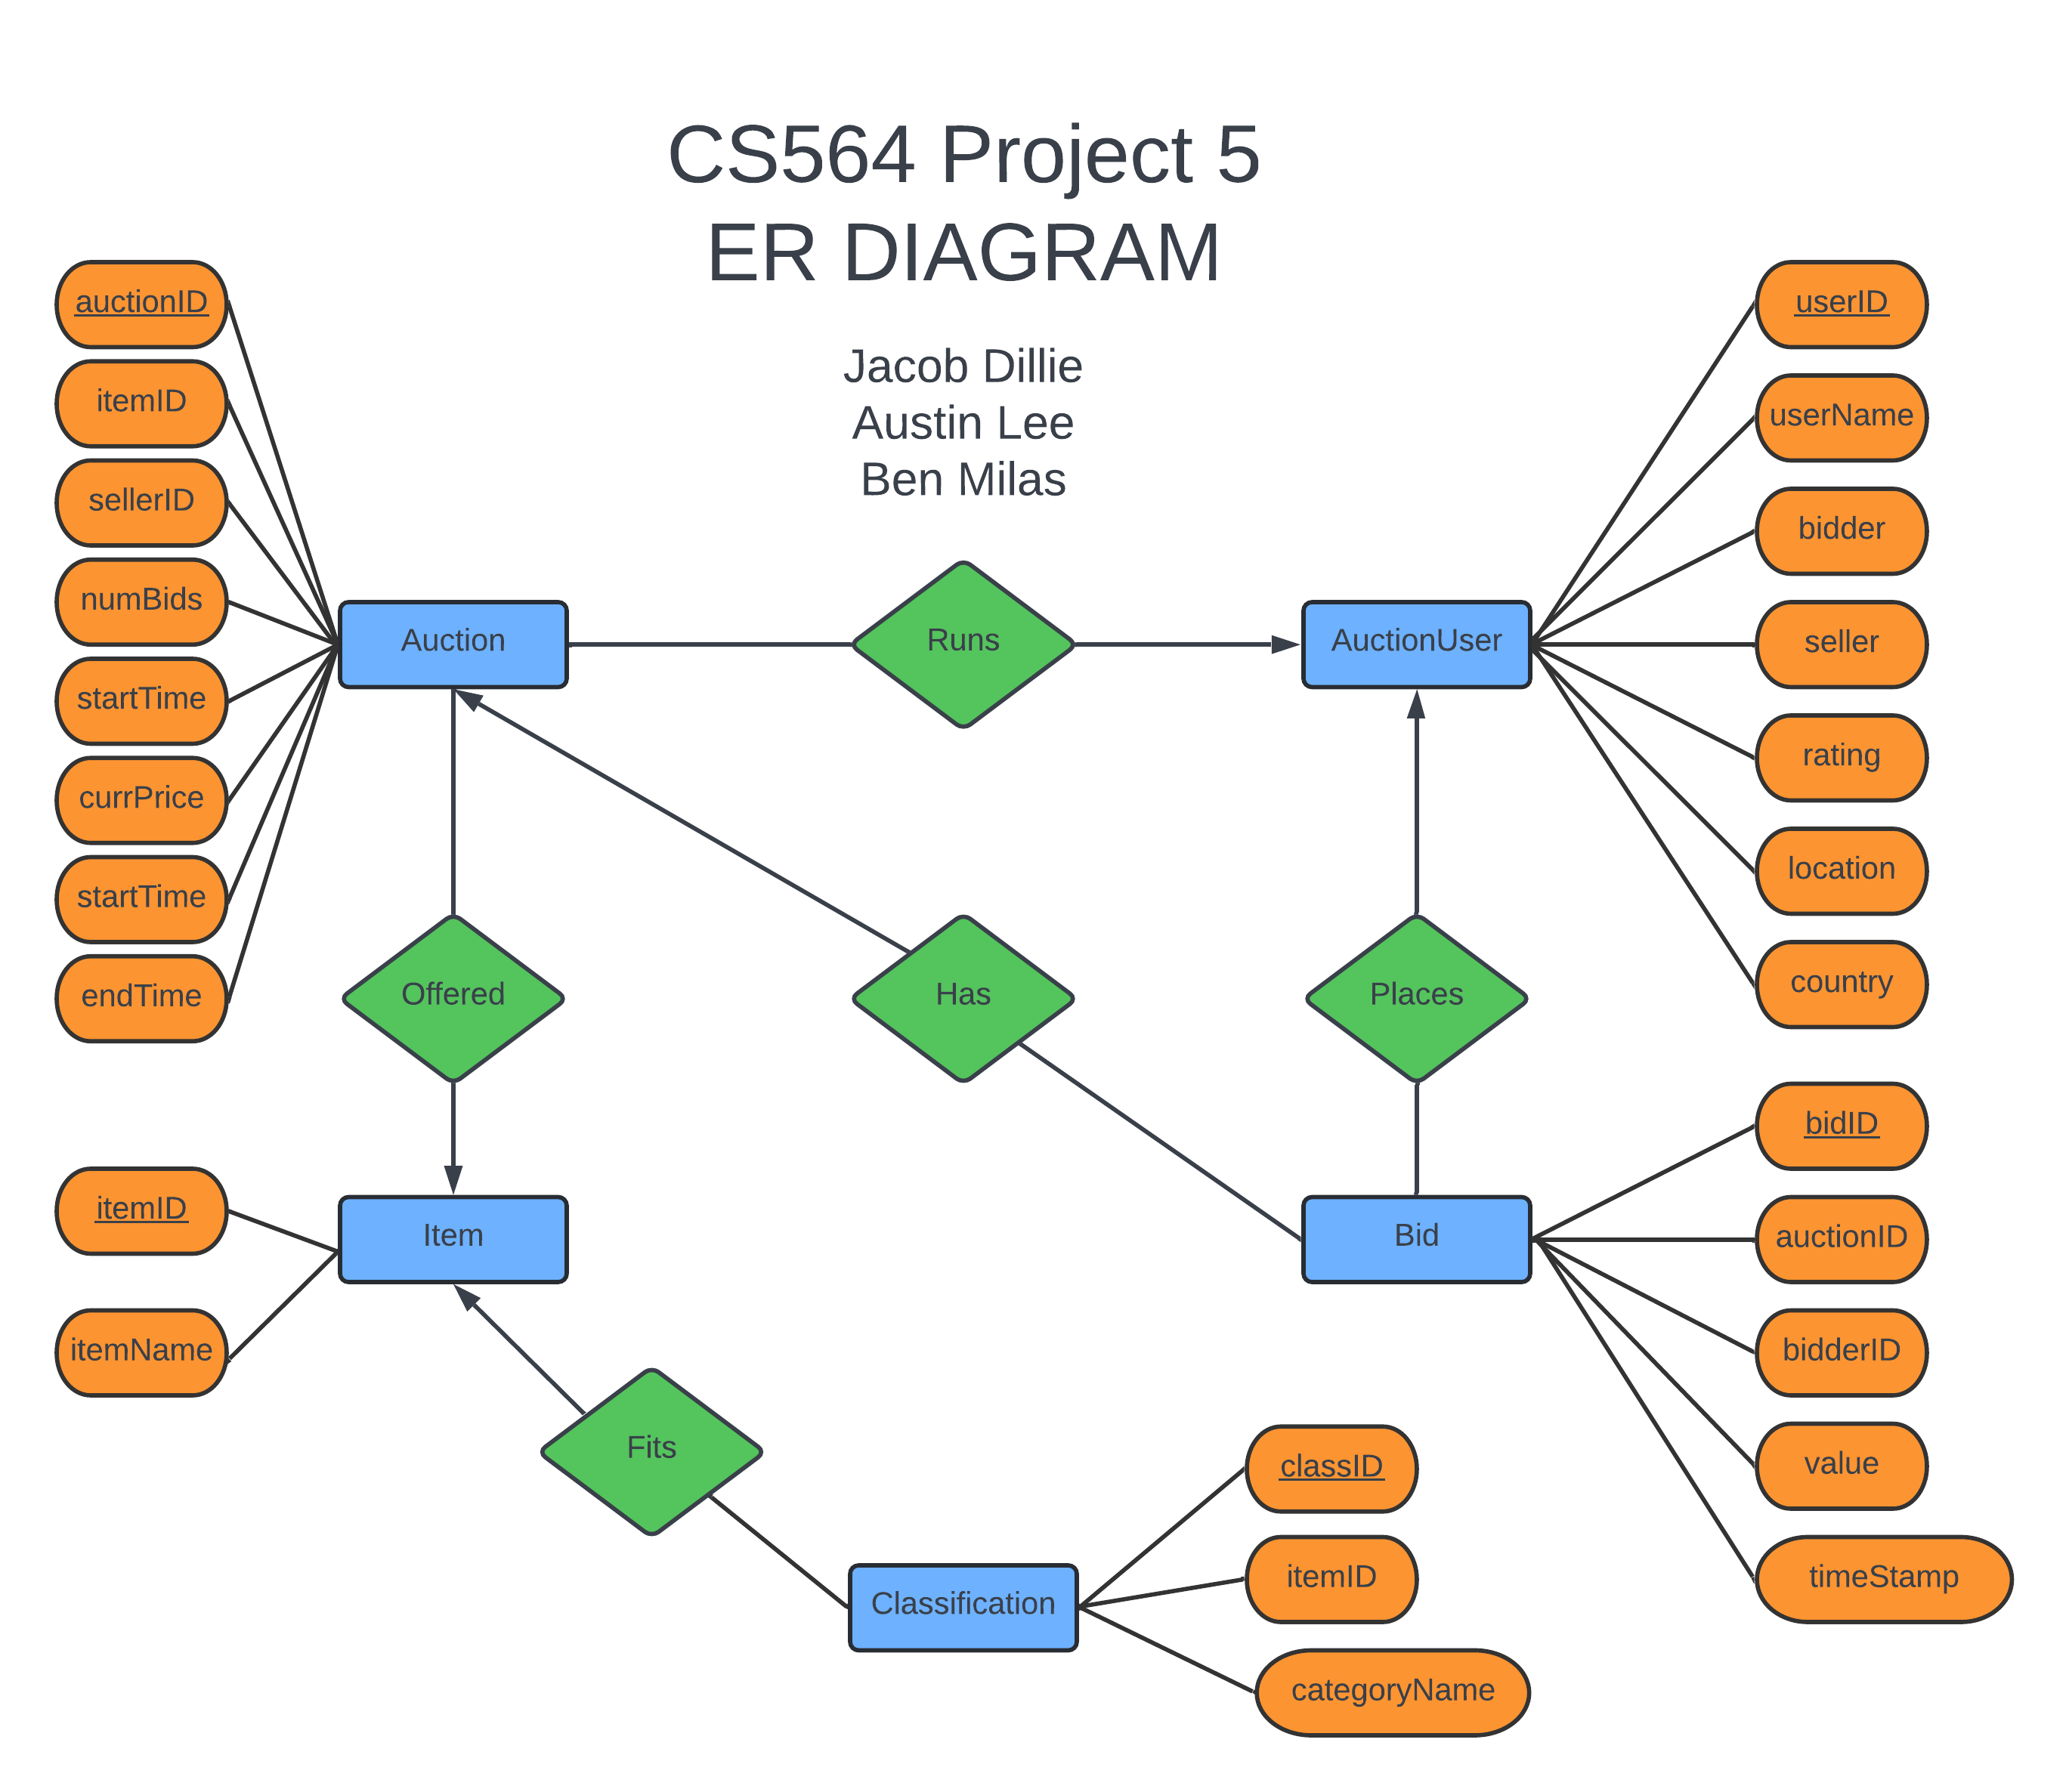 CS564 Project 5
ER DIAGRAM
Jacob Dillie
Austin Lee
Ben Milas
auctionID
itemID
sellerID
numBids
startTime
currPrice
startTime
endTime
Auction
Runs
AuctionUser
userID
userName
bidder
seller
rating
location
country
Offered
Has
Places
itemID
itemName
Item
Bid
bidID
auctionID
bidderID
value
timeStamp
Fits
Classification
classID
itemID
categoryName